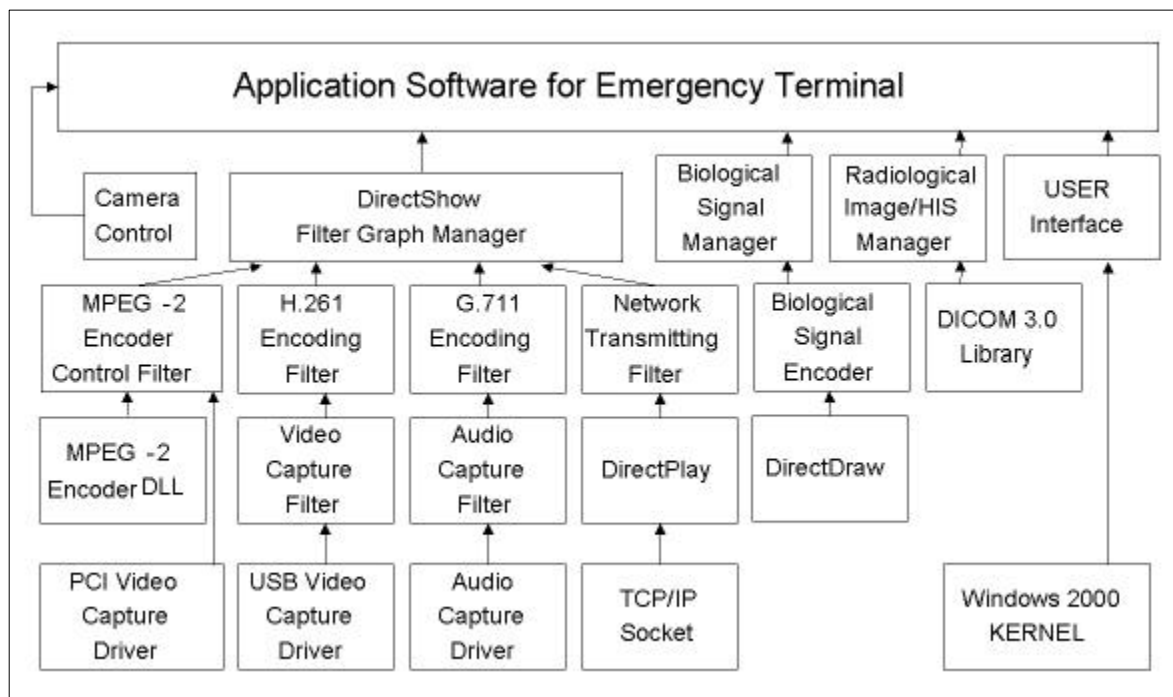 Application Software for Emergency Terminal
Camera
Control
DirectShow
Filter Graph Manager
Biological
Signal
Manager
Radiological
Image/HIS
Manager
USER
Interface
MPEG -2
Encoder
Control Filter
H.261
Encoding
Filter
G.711
Encoding
Filter
Network
Transmitting
Filter
Biological
Signal
Encoder
DICOM 3.0
Library
MPEG -2
Encoder DLL
Video
Capture
Filter
Audio
Capture
Filter
DirectPlay
DirectDraw
PCI Video
Capture
Driver
USB Video
Capture
Driver
Audio
Capture
Driver
TCP/IP
Socket
Windows 2000
KERNEL